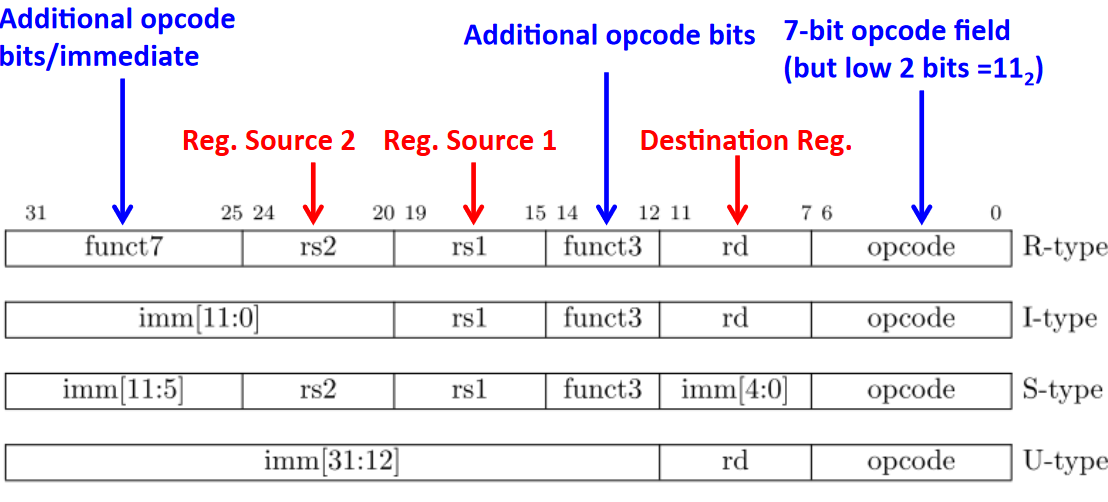 Additional opcode
bits/immediate
Additional opcode bits
7-bit opcode field
(but low 2 bits =11₂)
Reg. Source 2
Reg. Source 1
Destination Reg.
31 25 24 20 19 15 14 12 11 7 6 0
funct7 rs2 rs1 funct3 rd opcode R-type
imm[11:0] rs1 funct3 rd opcode I-type
imm[11:5] rs2 rs1 funct3 imm[4:0] opcode S-type
imm[31:12] rd opcode U-type